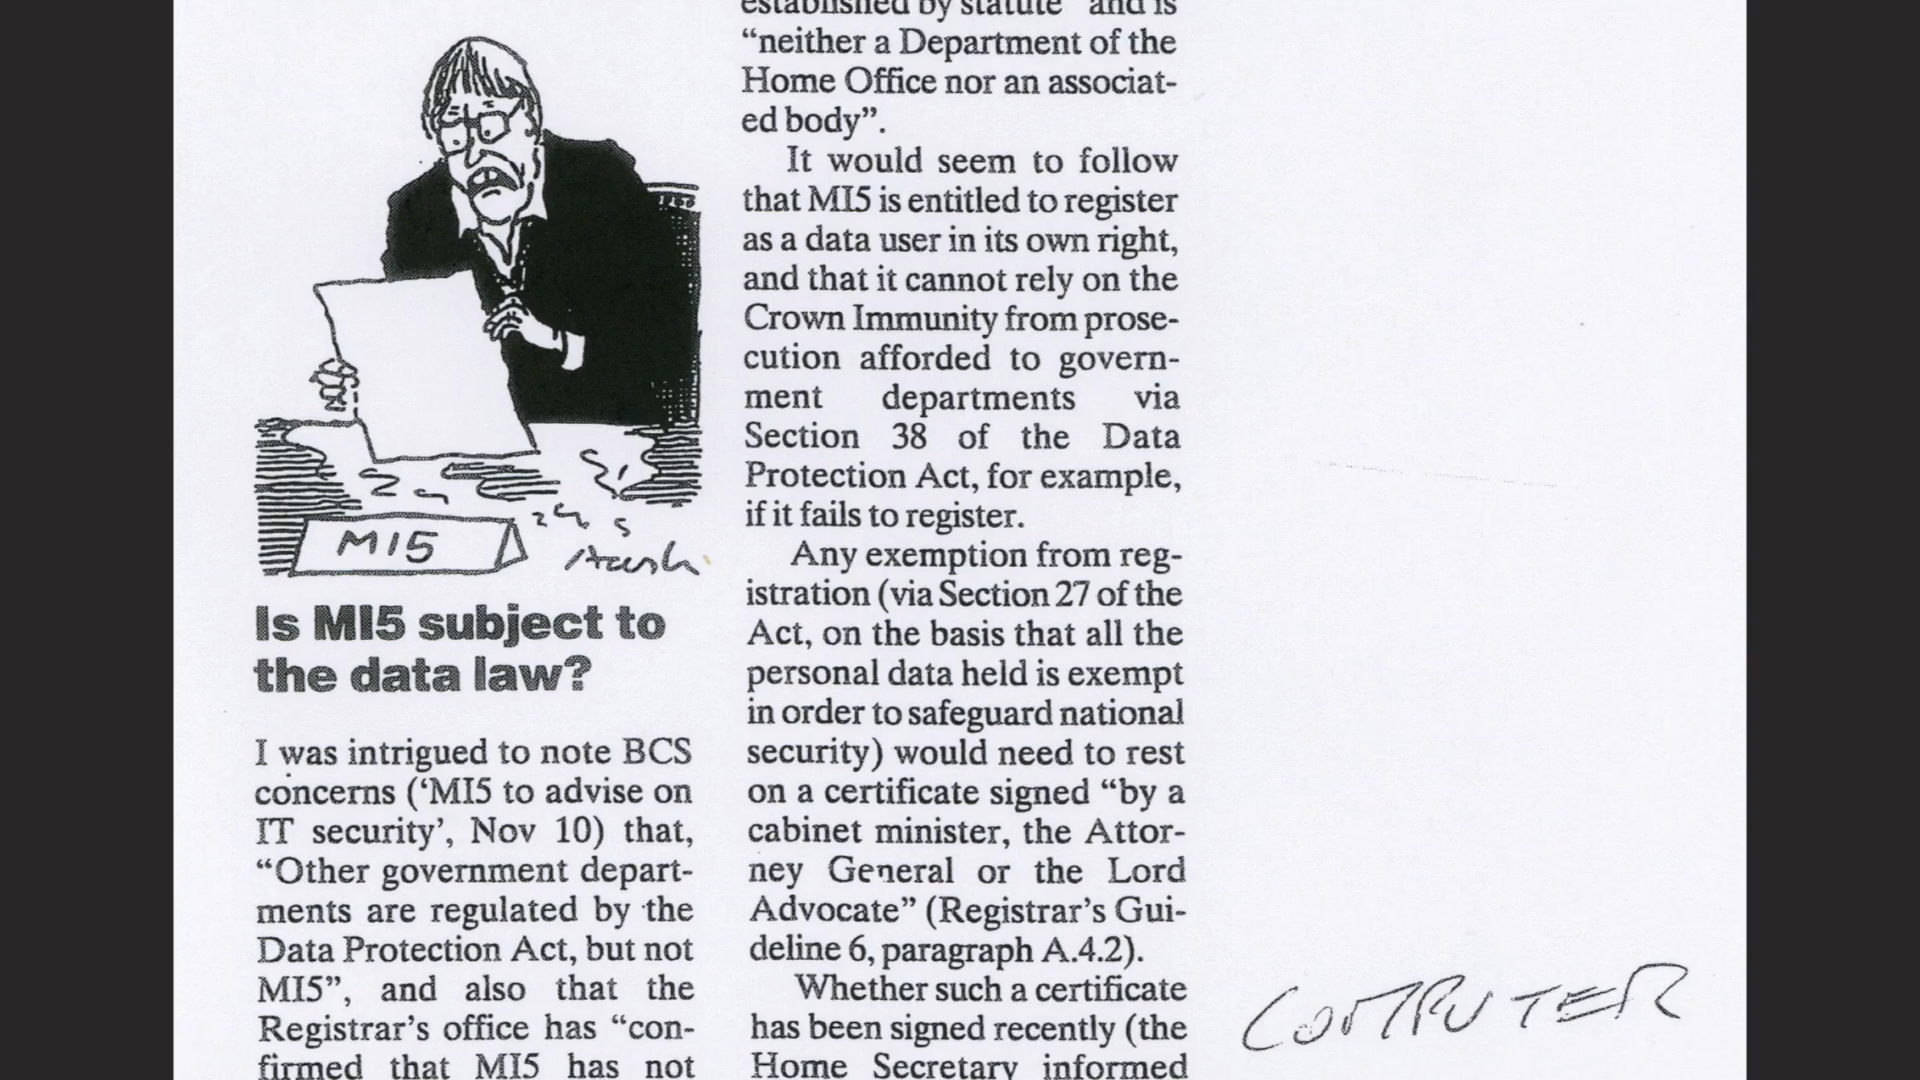 MI5
Is MI5 subject to
the data law?
I was intrigued to note BCS
concerns (‘MI5 to advise on
IT security’, Nov 10) that,
“Other government depart-
ments are regulated by the
Data Protection Act, but not
MI5”, and also that the
Registrar’s office has “con-
firmed that MI5 has not
established by statute” and is
“neither a Department of the
Home Office nor an associat-
ed body”.
It would seem to follow
that MI5 is entitled to register
as a data user in its own right,
and that it cannot rely on the
Crown Immunity from prose-
cution afforded to govern-
ment departments via
Section 38 of the Data
Protection Act, for example,
if it fails to register.
Any exemption from reg-
istration (via Section 27 of the
Act, on the basis that all the
personal data held is exempt
in order to safeguard national
security) would need to rest
on a certificate signed “by a
cabinet minister, the Attor-
ney General or the Lord
Advocate” (Registrar’s Gui-
deline 6, paragraph A.4.2).
Whether such a certificate
has been signed recently (the
Home Secretary informed
COMPUTER